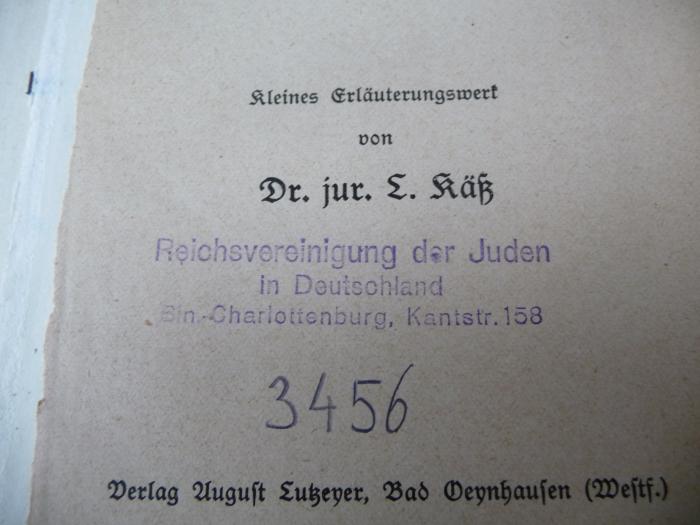 Kleines Erläuterungswerk
von
Dr. jur. L. Käß
Reichsvereinigung der Juden
in Deutschland
Bln.-Charlottenburg, Kantstr. 158
3456
Verlag August Lutzeyer, Bad Oeynhausen (Westf.)